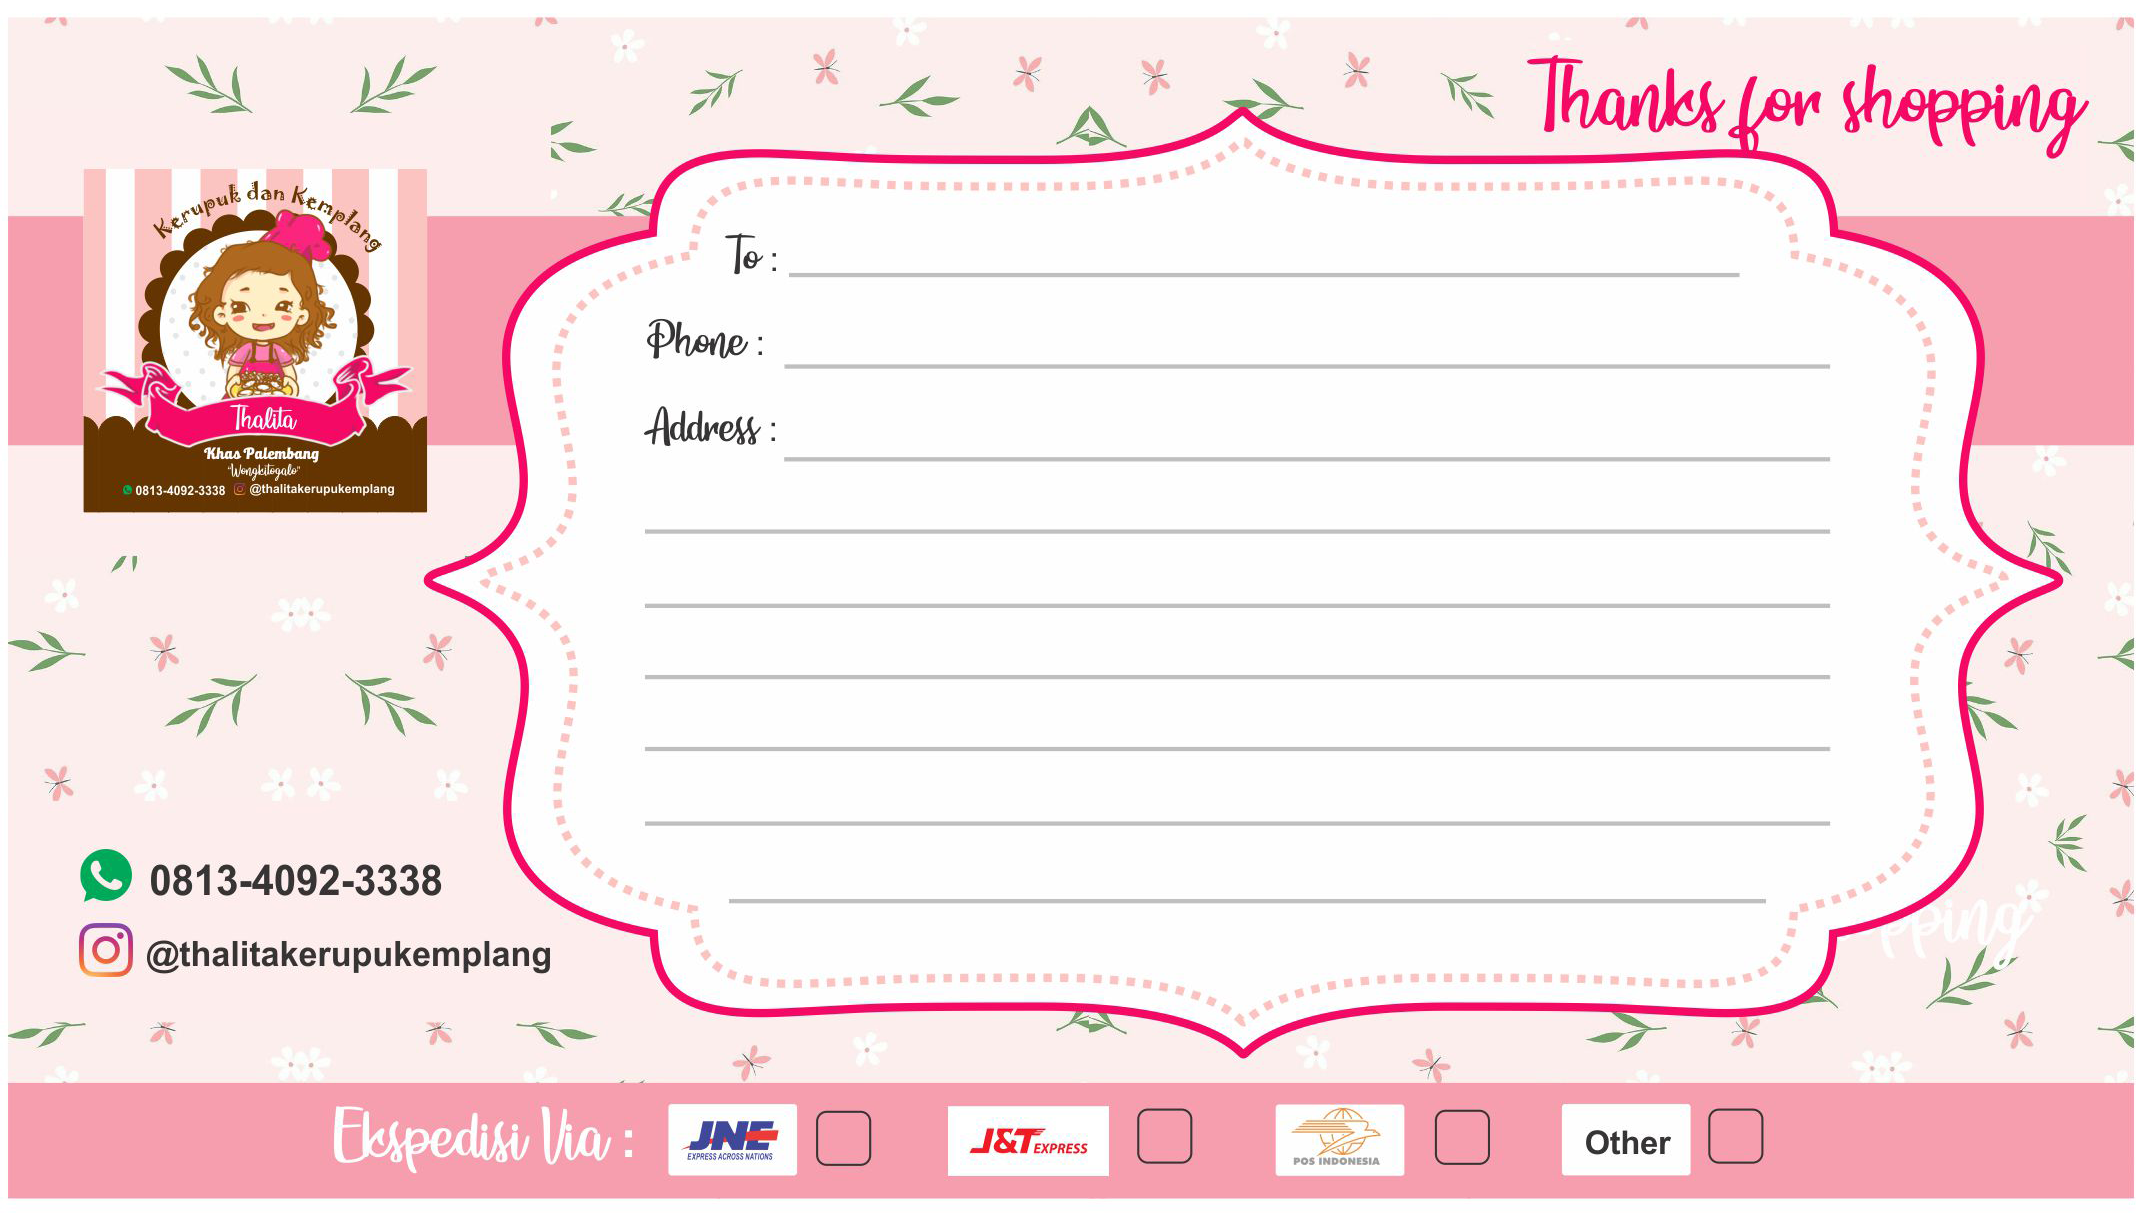 Thanks for shopping
Kerupuk dan Kemplang
Thalita
Khas Palembang
"Wongkitogalo"
0813-4092-3338 @thalitakerupukemplang
To :
Phone :
Address :
pping
0813-4092-3338
@thalitakerupukemplang
Ekspedisi Via :
JNE
EXPRESS ACROSS NATIONS
J&T EXPRESS
POS INDONESIA
Other